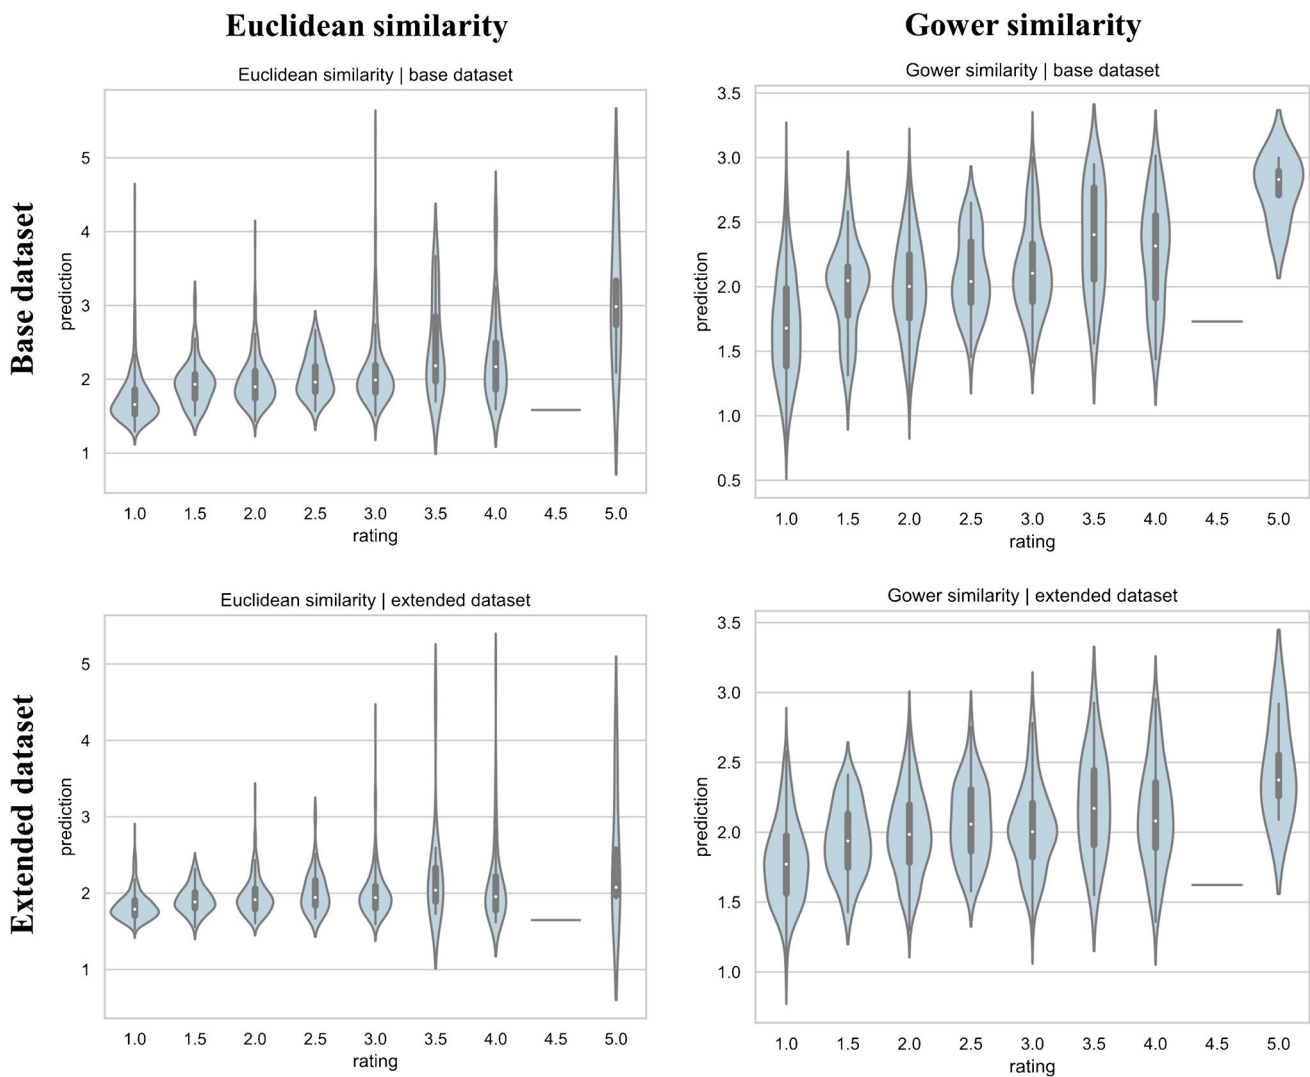 Euclidean similarity
Gower similarity
Base dataset
Euclidean similarity | base dataset
prediction
5
4
3
2
1
1.0 1.5 2.0 2.5 3.0 3.5 4.0 4.5 5.0
rating
Gower similarity | base dataset
prediction
3.5
3.0
2.5
2.0
1.5
1.0
0.5
1.0 1.5 2.0 2.5 3.0 3.5 4.0 4.5 5.0
rating
Extended dataset
Euclidean similarity | extended dataset
prediction
5
4
3
2
1
1.0 1.5 2.0 2.5 3.0 3.5 4.0 4.5 5.0
rating
Gower similarity | extended dataset
prediction
3.5
3.0
2.5
2.0
1.5
1.0
1.0 1.5 2.0 2.5 3.0 3.5 4.0 4.5 5.0
rating